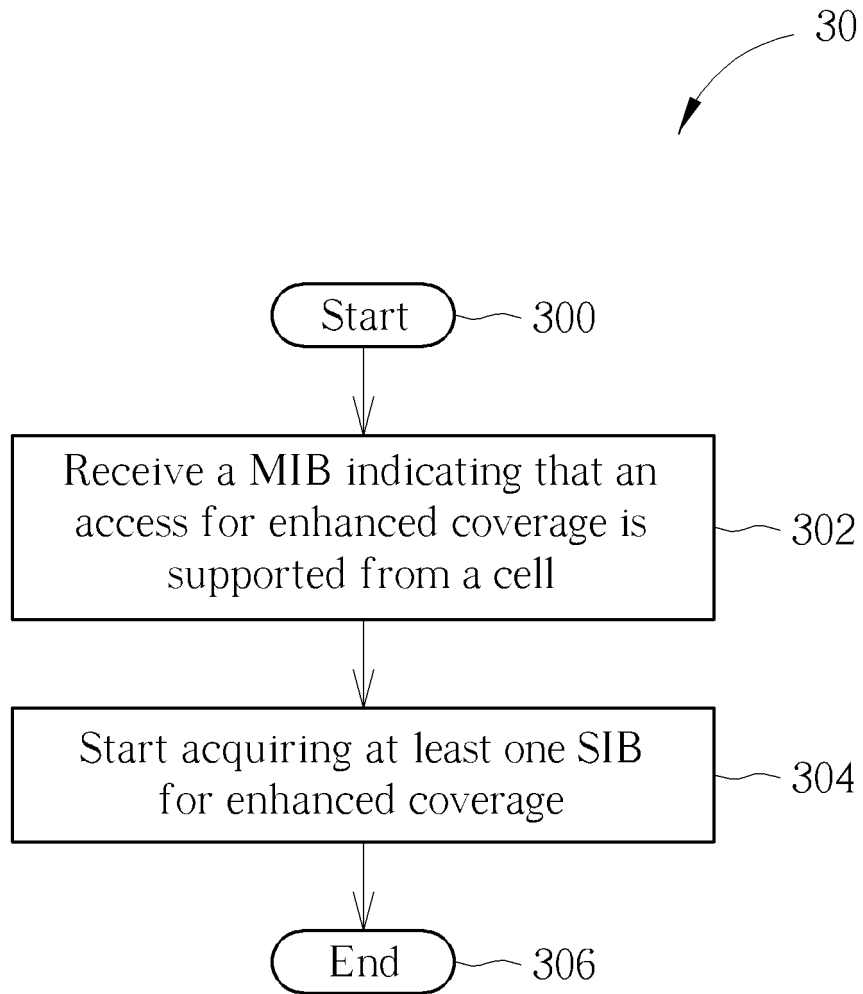 30
Start
300
Receive a MIB indicating that an
access for enhanced coverage is
supported from a cell
302
Start acquiring at least one SIB
for enhanced coverage
304
End
306